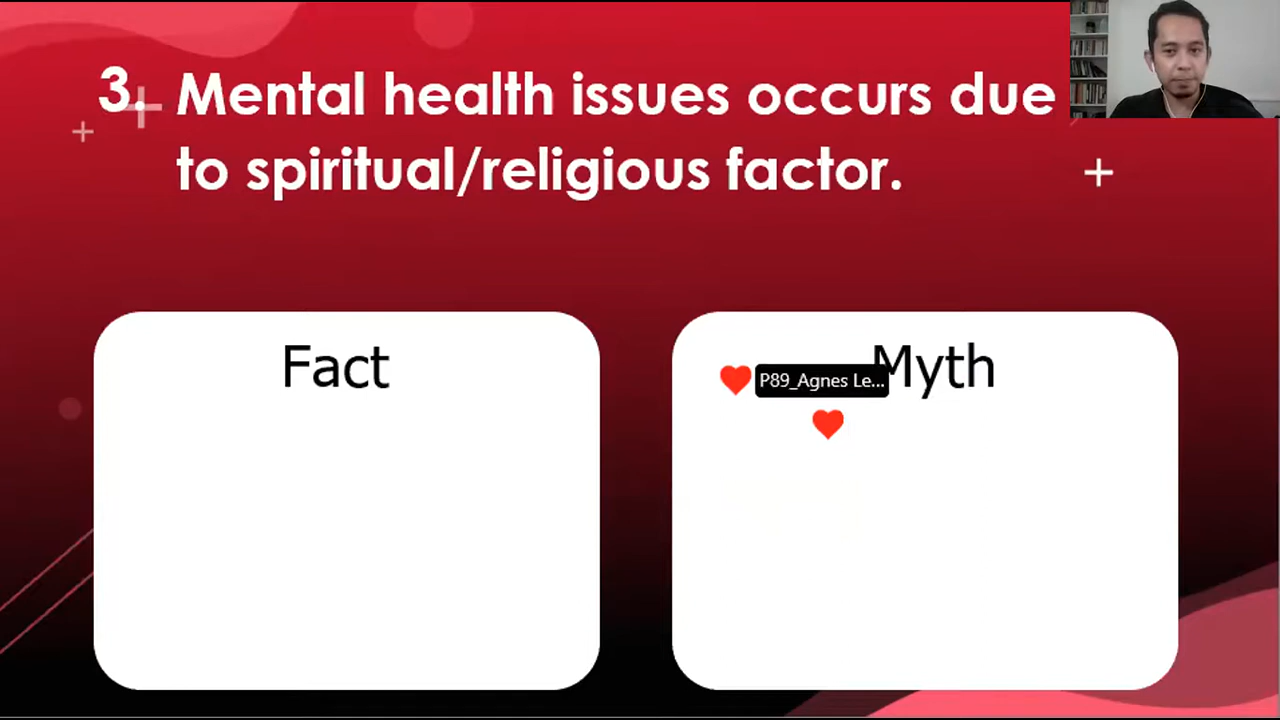 3. Mental health issues occurs due
to spiritual/religious factor.
Fact
Myth
P89_Agnes Le...